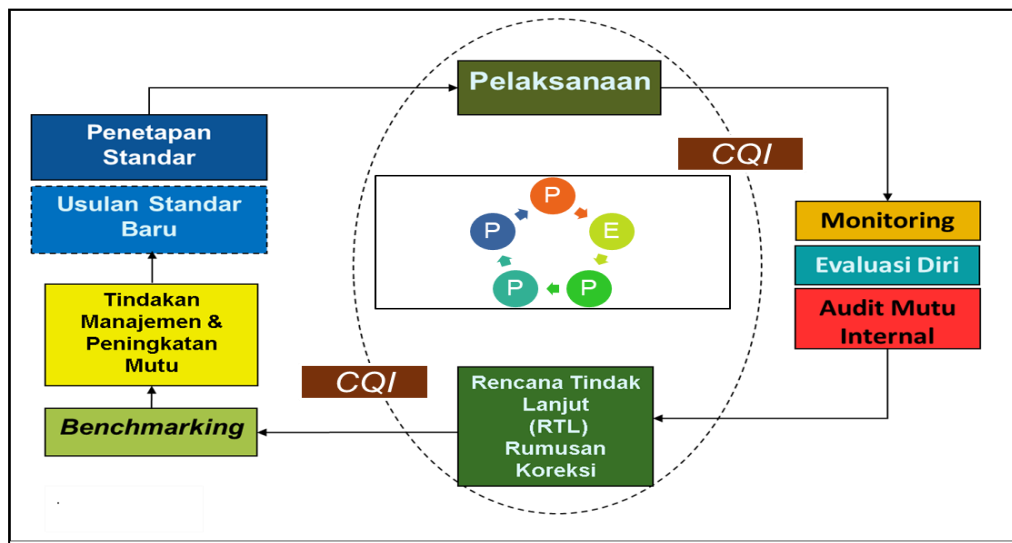 Pelaksanaan
Penetapan
Standar
CQI
Usulan Standar
Baru
P
P
E
P
P
Monitoring
Evaluasi Diri
Audit Mutu
Internal
Tindakan
Manajemen &
Peningkatan
Mutu
CQI
Rencana Tindak
Lanjut
(RTL)
Rumusan
Koreksi
Benchmarking
.